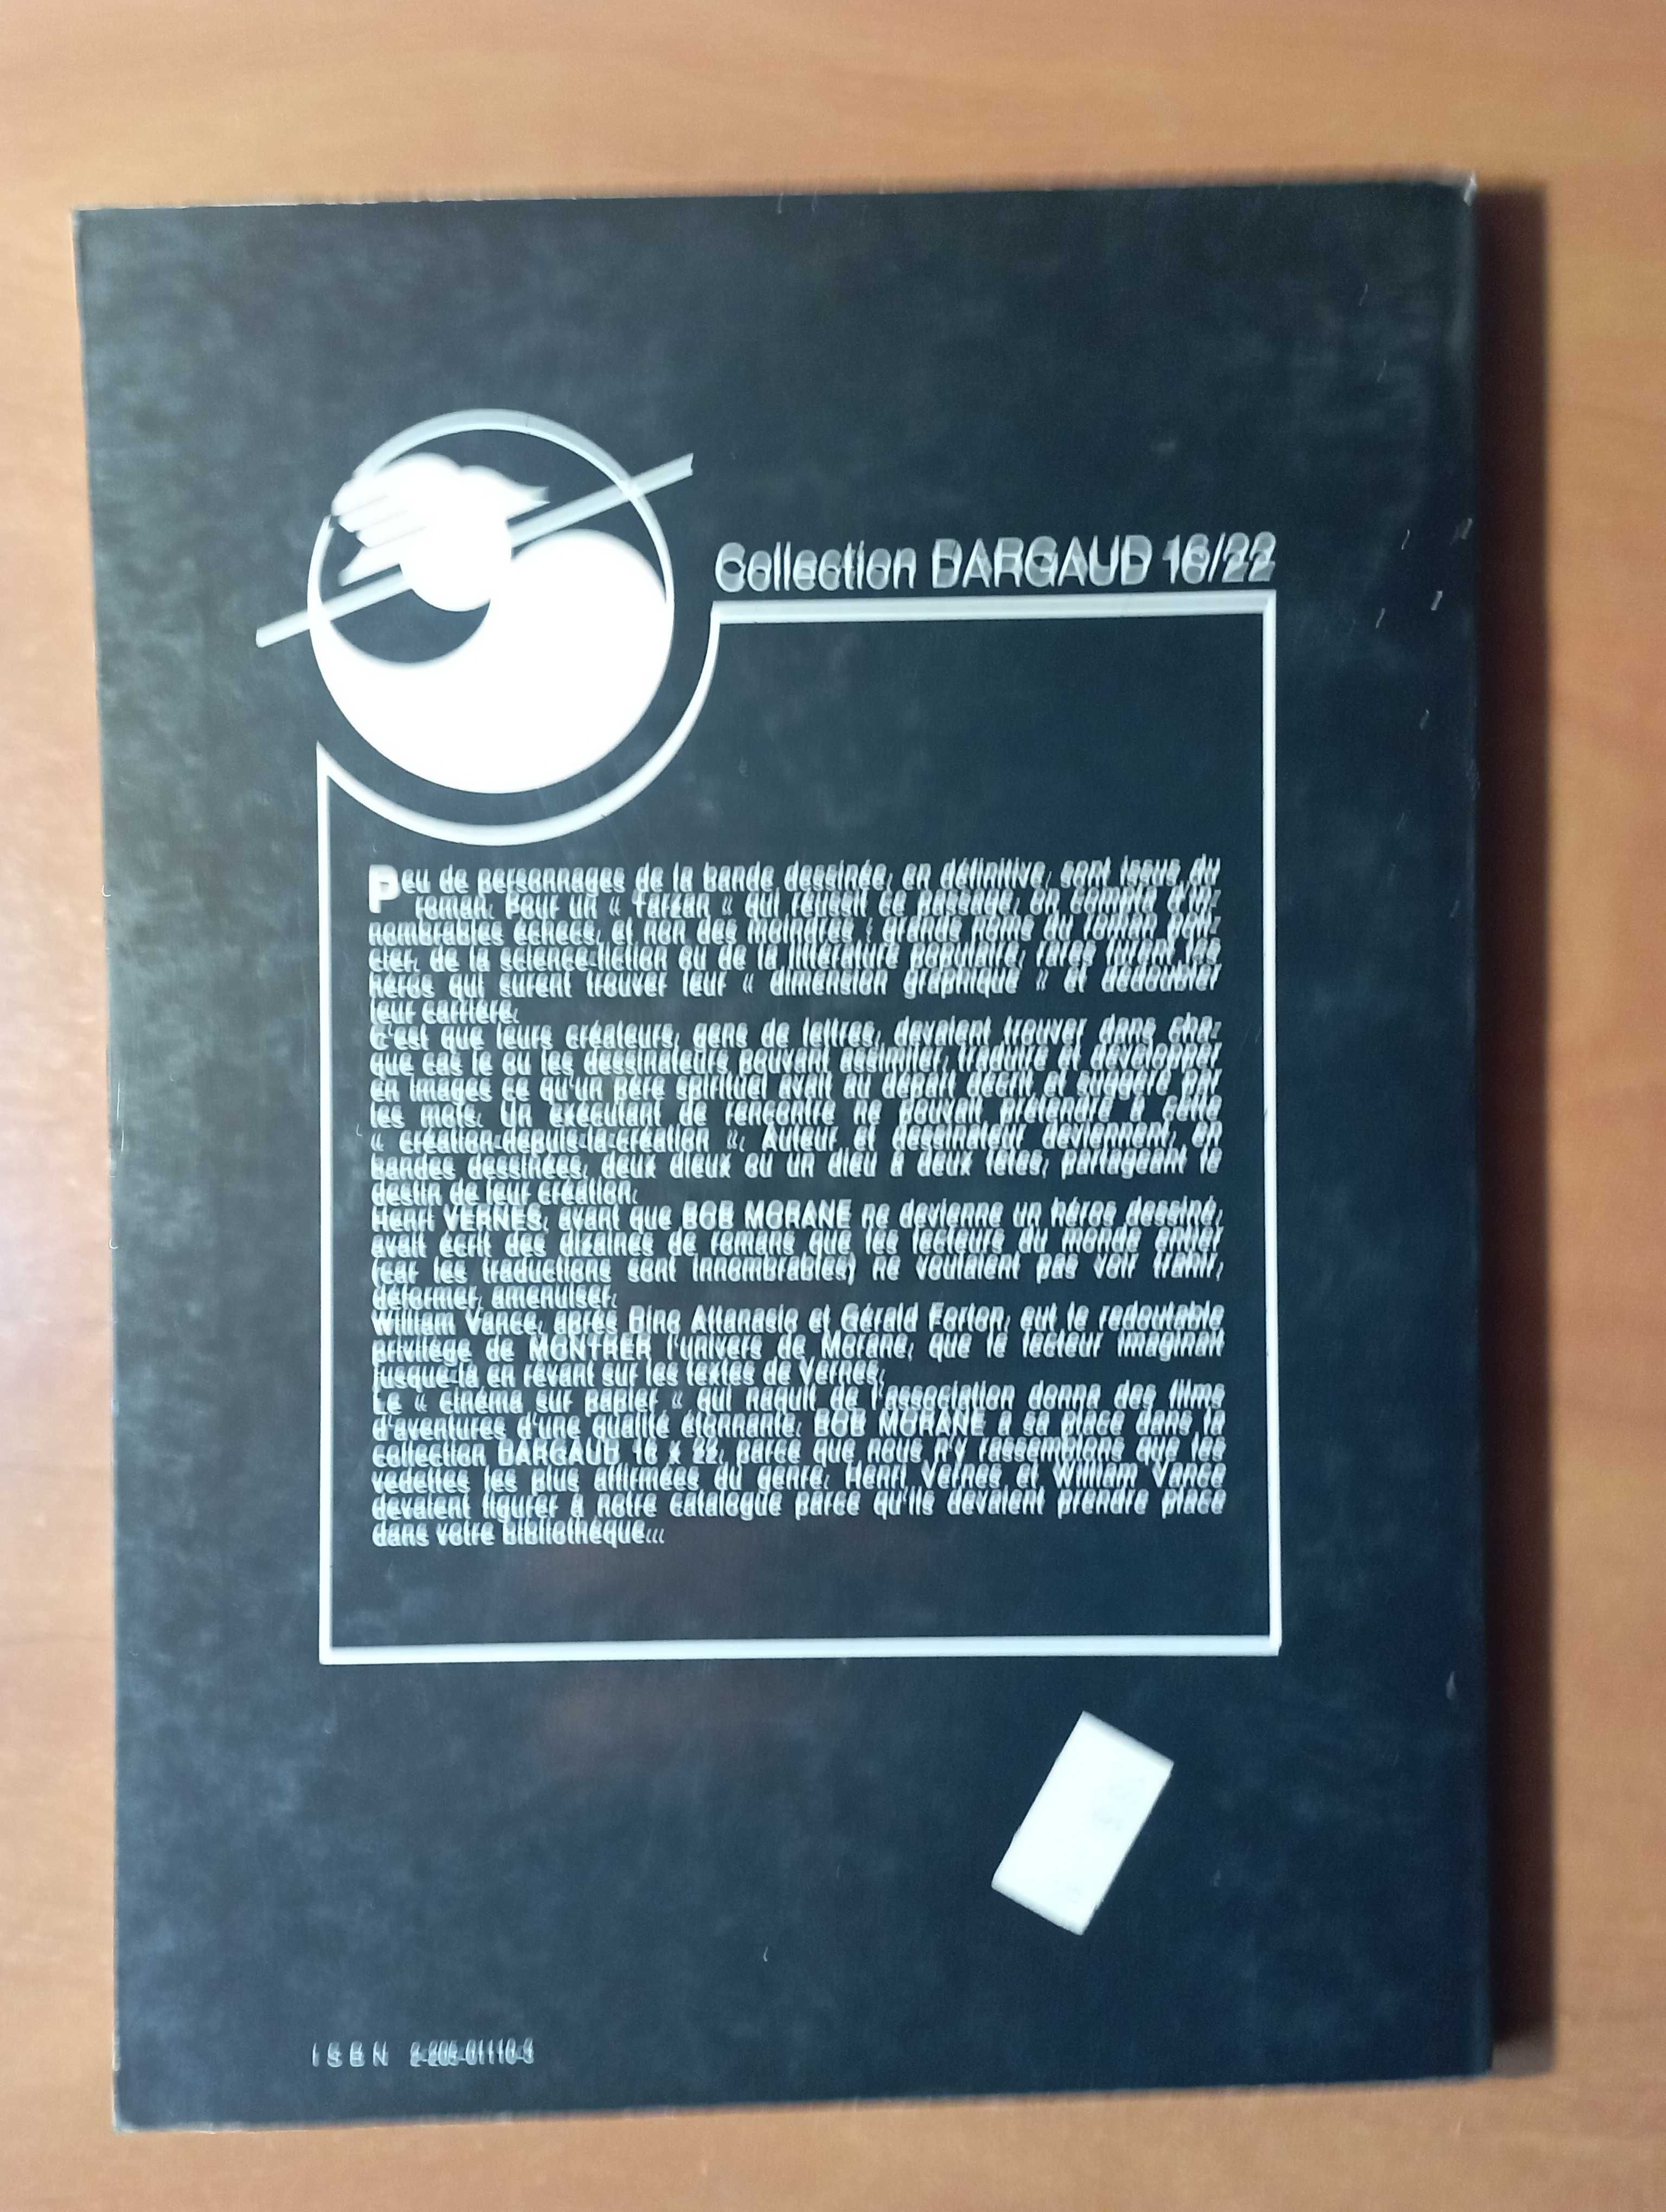 Collection DARGAUD 16/22
Peu de personnages de la bande dessinée, en définitive, sont issus du
roman. Pour un « Tarzan » qui réussit ce passage, on compte d'in-
nombrables échecs, et non des moindres : grands noms du roman poli-
cier, de la science-fiction ou de la littérature populaire, rares furent les
héros qui surent trouver leur « dimension graphique » et dédoubler
leur carrière.
C'est que leurs créateurs, gens de lettres, devaient trouver dans cha-
que cas le ou les dessinateurs pouvant assimiler, traduire et développer
en images ce qu'un père spirituel avait au départ décrit et suggéré par
les mots. Un exécutant de rencontre ne pouvait prétendre à cette
« création-depuis-la-création ». Auteur et dessinateur deviennent, en
bandes dessinées, deux dieux ou un dieu à deux têtes, partageant le
destin de leur création.
Henri VERNES, avant que BOB MORANE ne devienne un héros dessiné,
avait écrit des dizaines de romans que les lecteurs du monde entier
(car les traductions sont innombrables) ne voulaient pas voir trahir,
déformer, amenuiser.
William Vance, après Dino Attanasio et Gérald Forton, eut le redoutable
privilège de MONTRER l'univers de Morane, que le lecteur imaginait
jusque-là en rêvant sur les textes de Vernes.
Le « cinéma sur papier » qui naquit de l'association donna des films
d'aventures d'une qualité étonnante. BOB MORANE a sa place dans la
collection DARGAUD 16 x 22, parce que nous n'y rassemblons que les
vedettes les plus affirmées du genre. Henri Vernes et William Vance
devaient figurer à notre catalogue parce qu'ils devaient prendre place
dans votre bibliothèque...
ISBN 2-205-01110-3